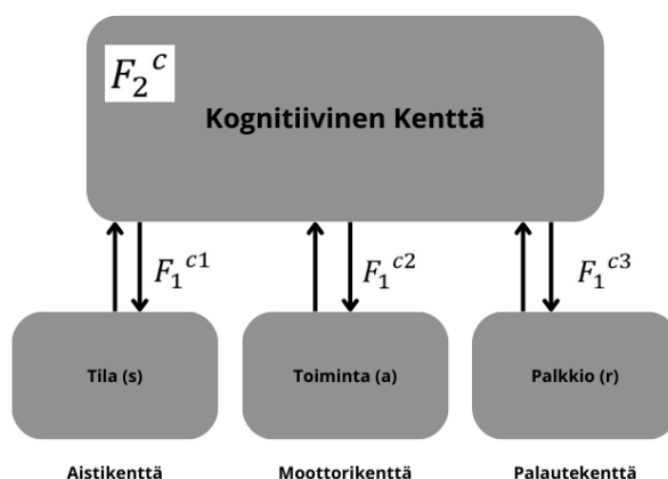 F₂ᶜ
Kognitiivinen Kenttä
F₁ᶜ¹ F₁ᶜ² F₁ᶜ³
Tila (s) Toiminta (a) Palkkio (r)
Aistikenttä Moottorikenttä Palautekenttä